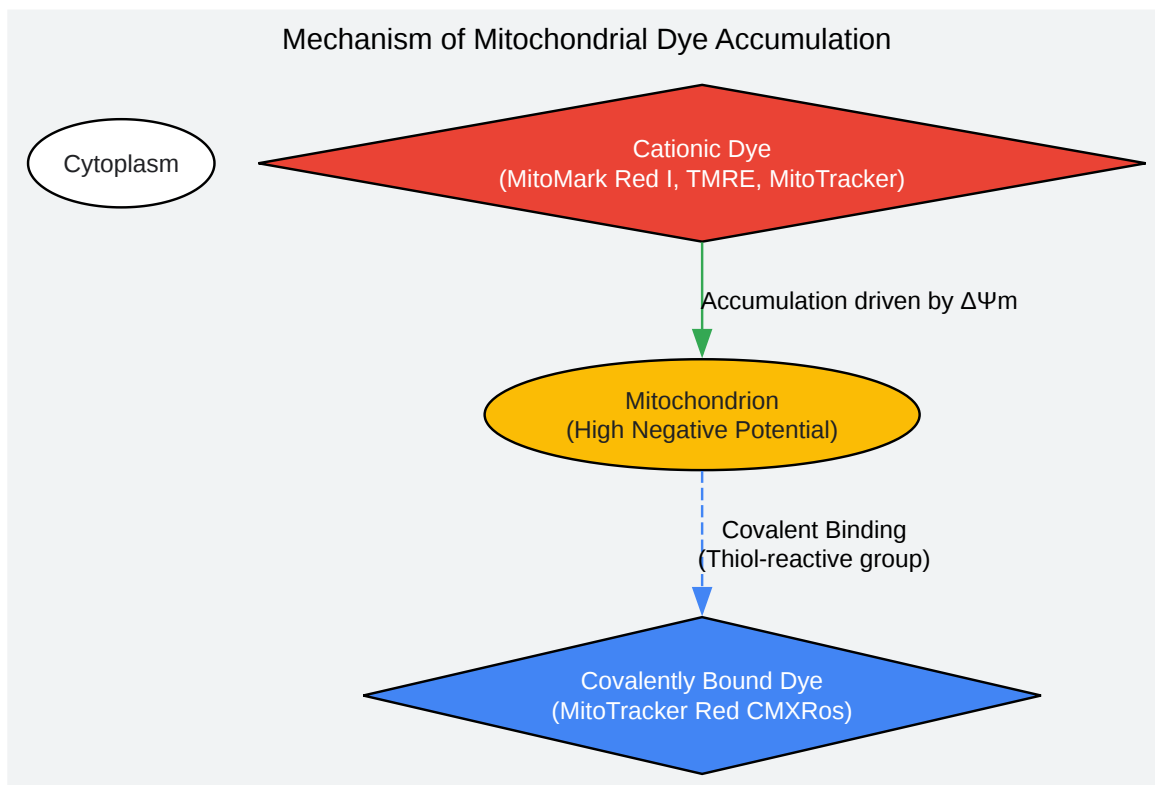 Mechanism of Mitochondrial Dye Accumulation
Cytoplasm
Cationic Dye
(MitoMark Red I, TMRE, MitoTracker)
Accumulation driven by ΔΨm
Mitochondrion
(High Negative Potential)
Covalent Binding
(Thiol-reactive group)
Covalently Bound Dye
(MitoTracker Red CMXRos)